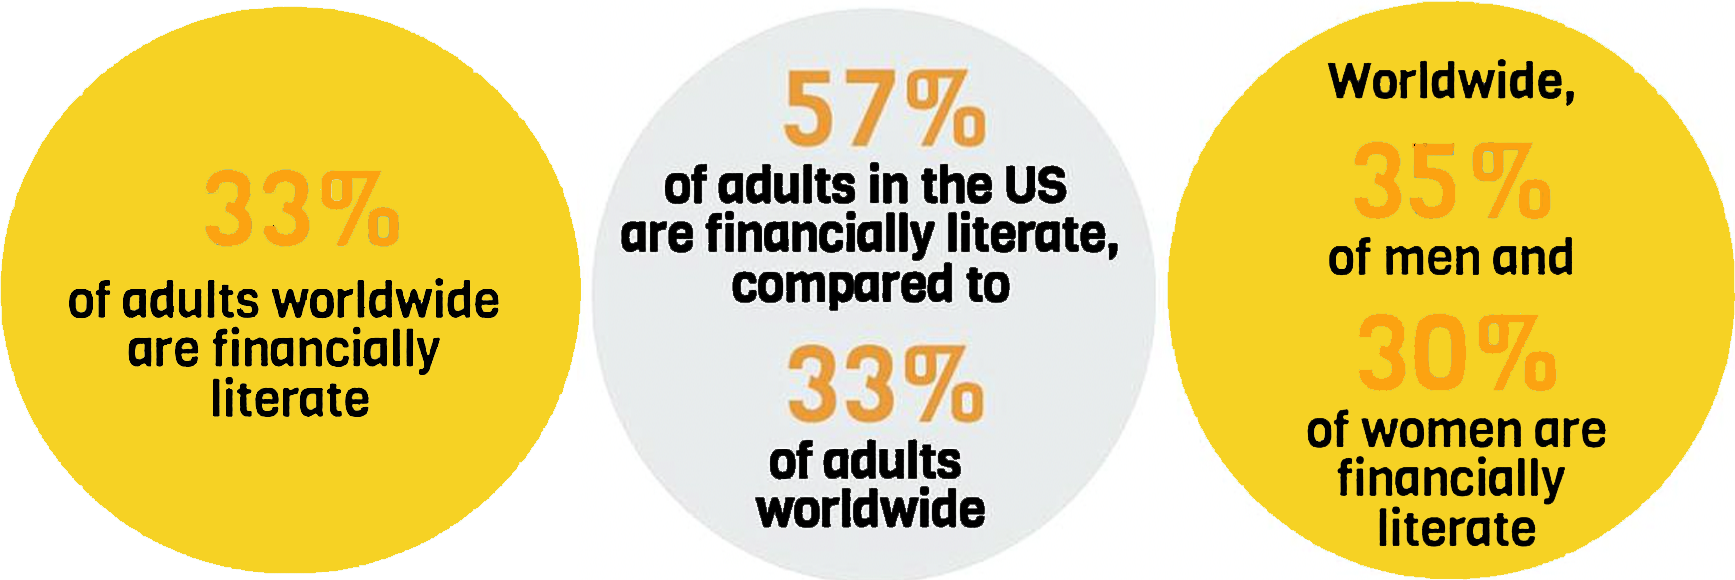 33%
of adults worldwide
are financially
literate
57%
of adults in the US
are financially literate,
compared to
33%
of adults
worldwide
Worldwide,
35%
of men and
30%
of women are
financially
literate